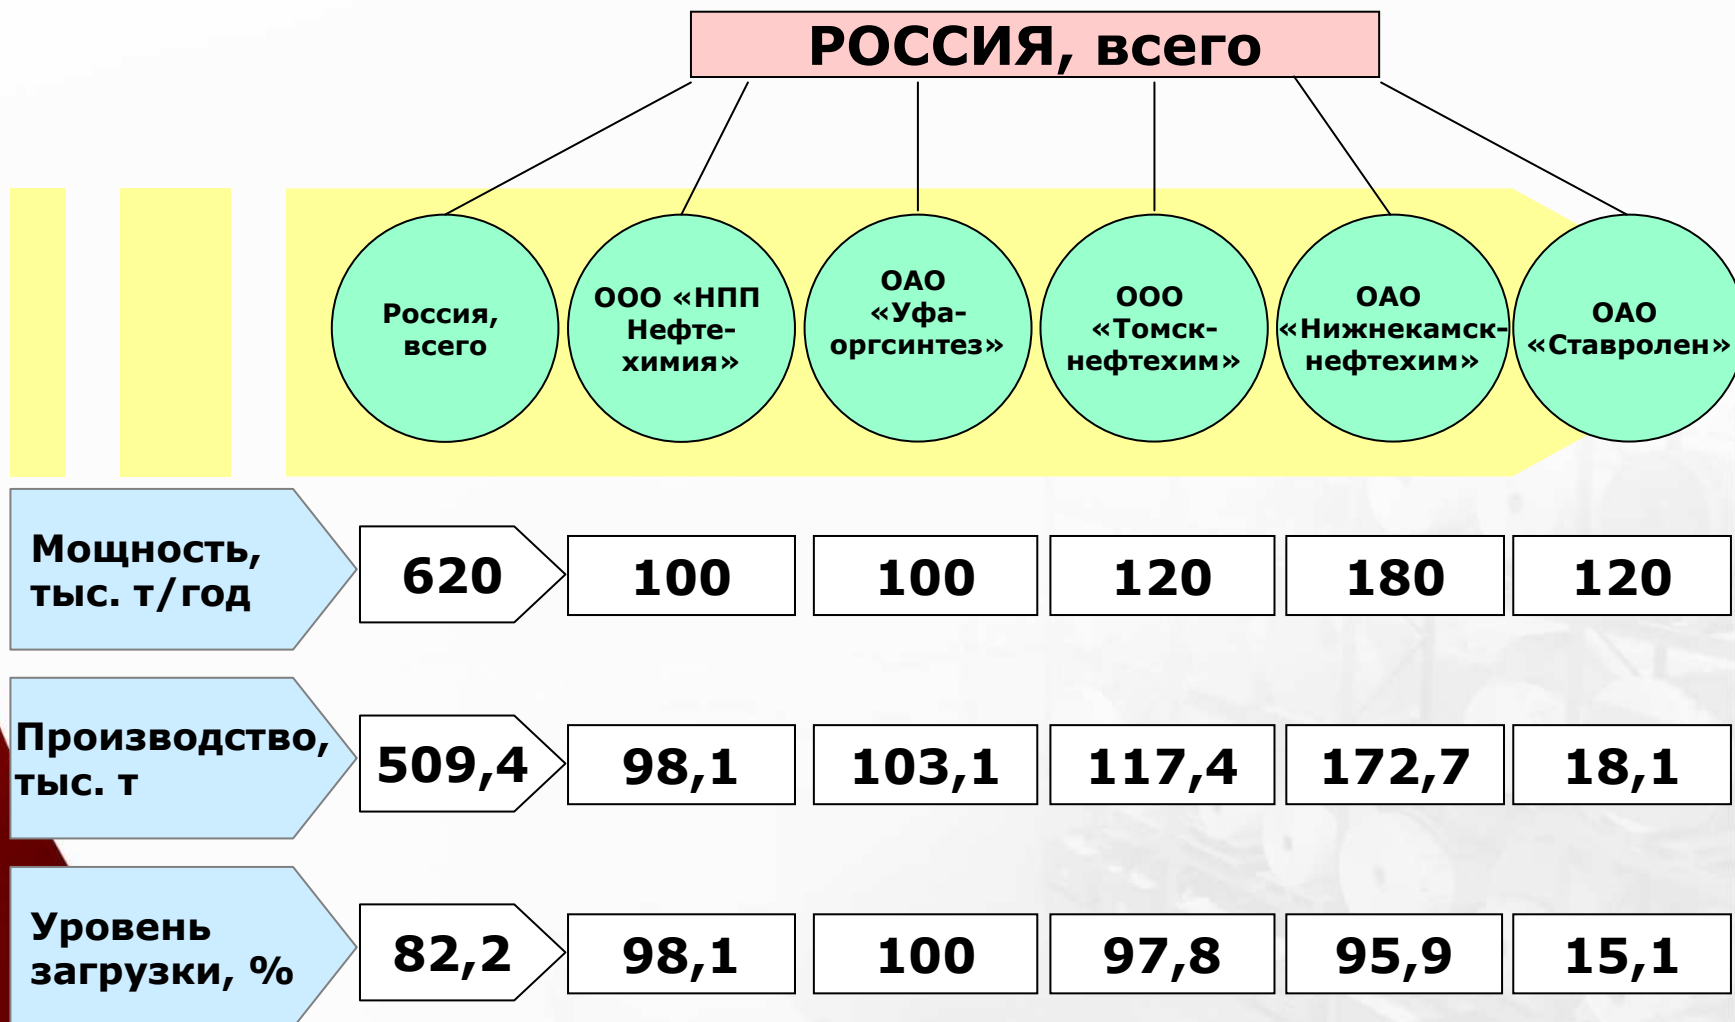 РОССИЯ, всего
Россия,
всего
ООО «НПП
Нефте-
химия»
ОАО
«Уфа-
оргсинтез»
ООО
«Томск-
нефтехим»
ОАО
«Нижнекамск-
нефтехим»
ОАО
«Ставролен»
Мощность,
тыс. т/год
620
100
100
120
180
120
Производство,
тыс. т
509,4
98,1
103,1
117,4
172,7
18,1
Уровень
загрузки, %
82,2
98,1
100
97,8
95,9
15,1